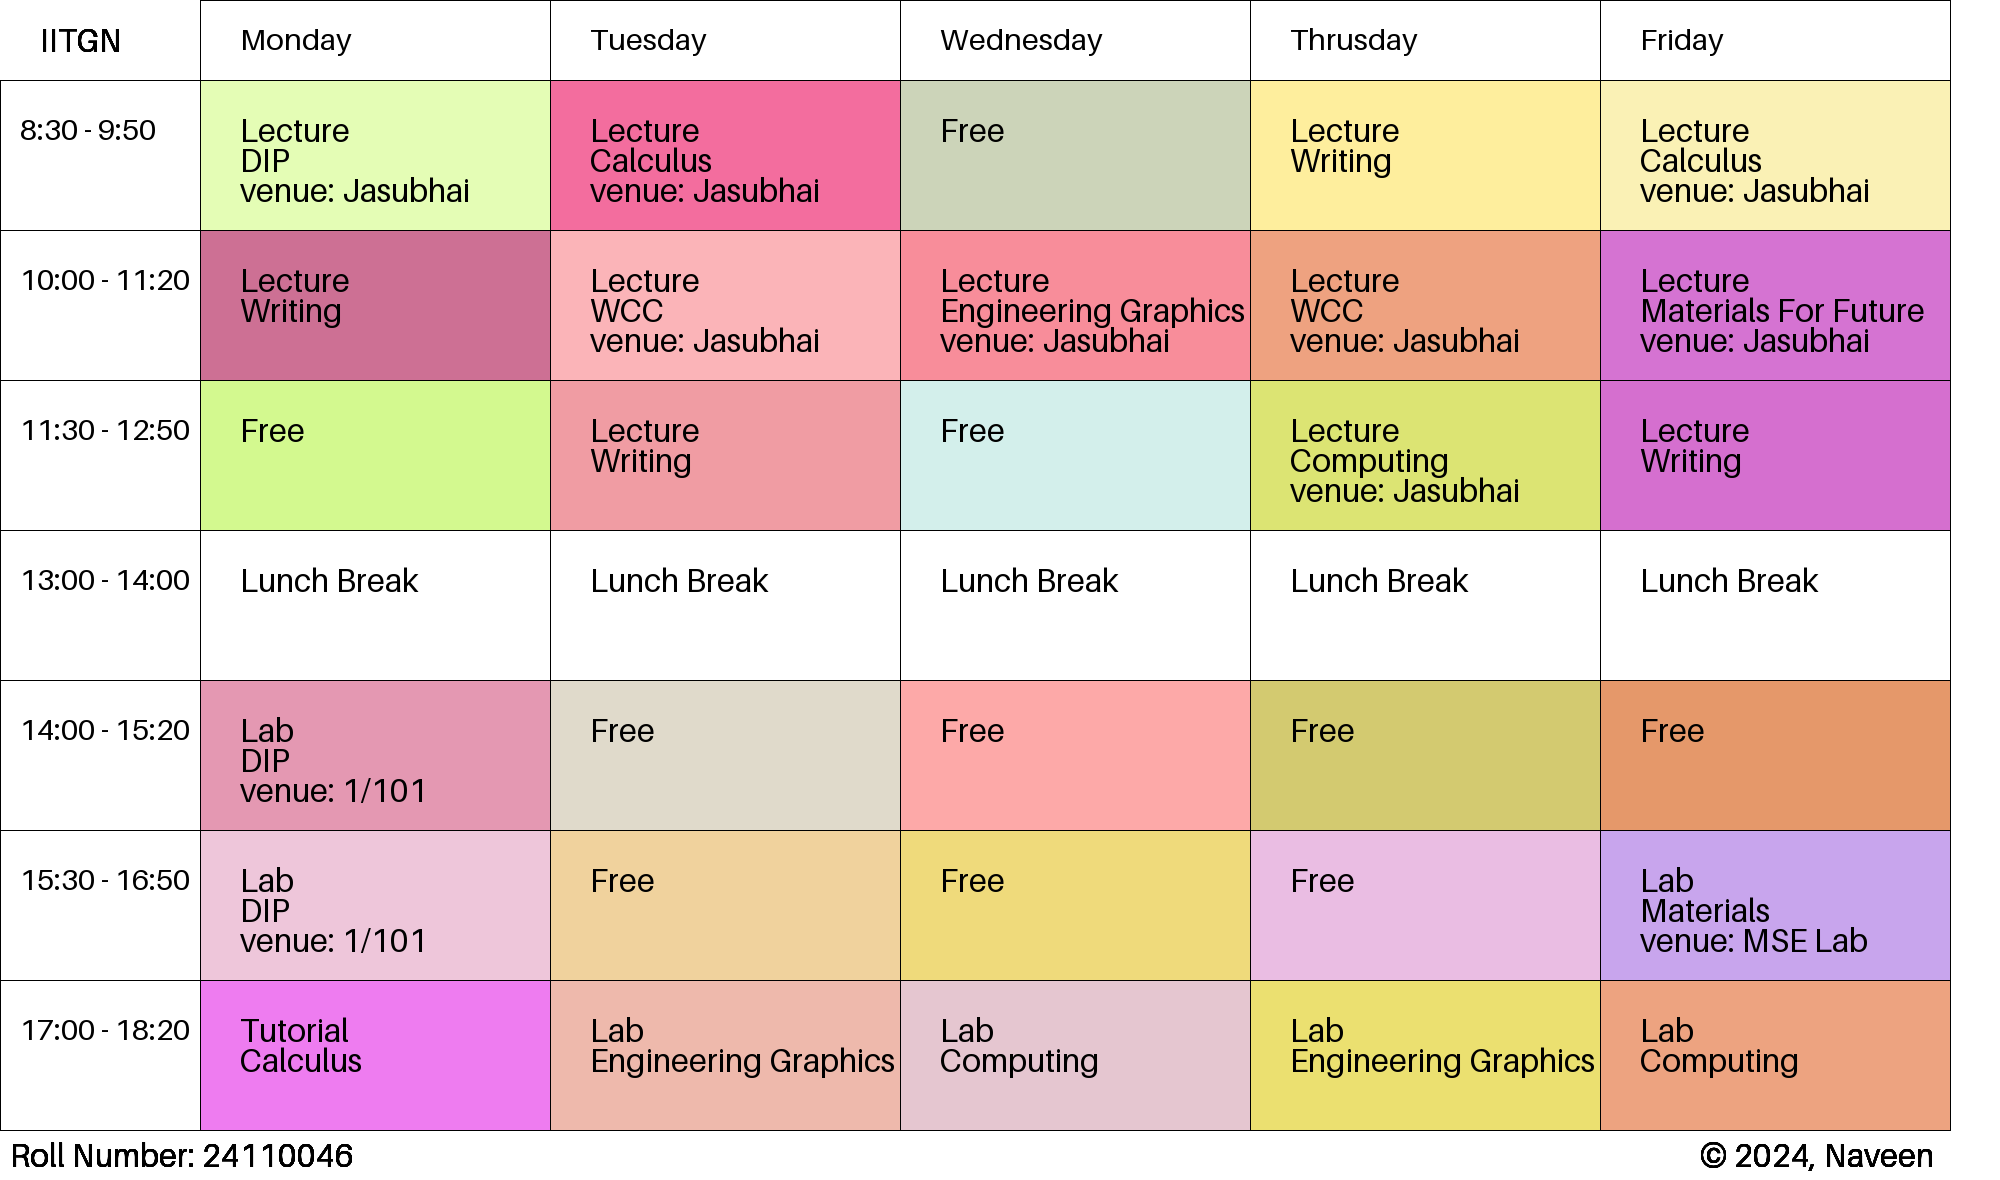 IITGN Monday Tuesday Wednesday Thrusday Friday
8:30 - 9:50
Lecture
DIP
venue: Jasubhai
Lecture
Calculus
venue: Jasubhai
Free
Lecture
Writing
Lecture
Calculus
venue: Jasubhai
10:00 - 11:20
Lecture
Writing
Lecture
WCC
venue: Jasubhai
Lecture
Engineering Graphics
venue: Jasubhai
Lecture
WCC
venue: Jasubhai
Lecture
Materials For Future
venue: Jasubhai
11:30 - 12:50
Free
Lecture
Writing
Free
Lecture
Computing
venue: Jasubhai
Lecture
Writing
13:00 - 14:00
Lunch Break
Lunch Break
Lunch Break
Lunch Break
Lunch Break
14:00 - 15:20
Lab
DIP
venue: 1/101
Free
Free
Free
Free
15:30 - 16:50
Lab
DIP
venue: 1/101
Free
Free
Free
Lab
Materials
venue: MSE Lab
17:00 - 18:20
Tutorial
Calculus
Lab
Engineering Graphics
Lab
Computing
Lab
Engineering Graphics
Lab
Computing
Roll Number: 24110046
© 2024, Naveen